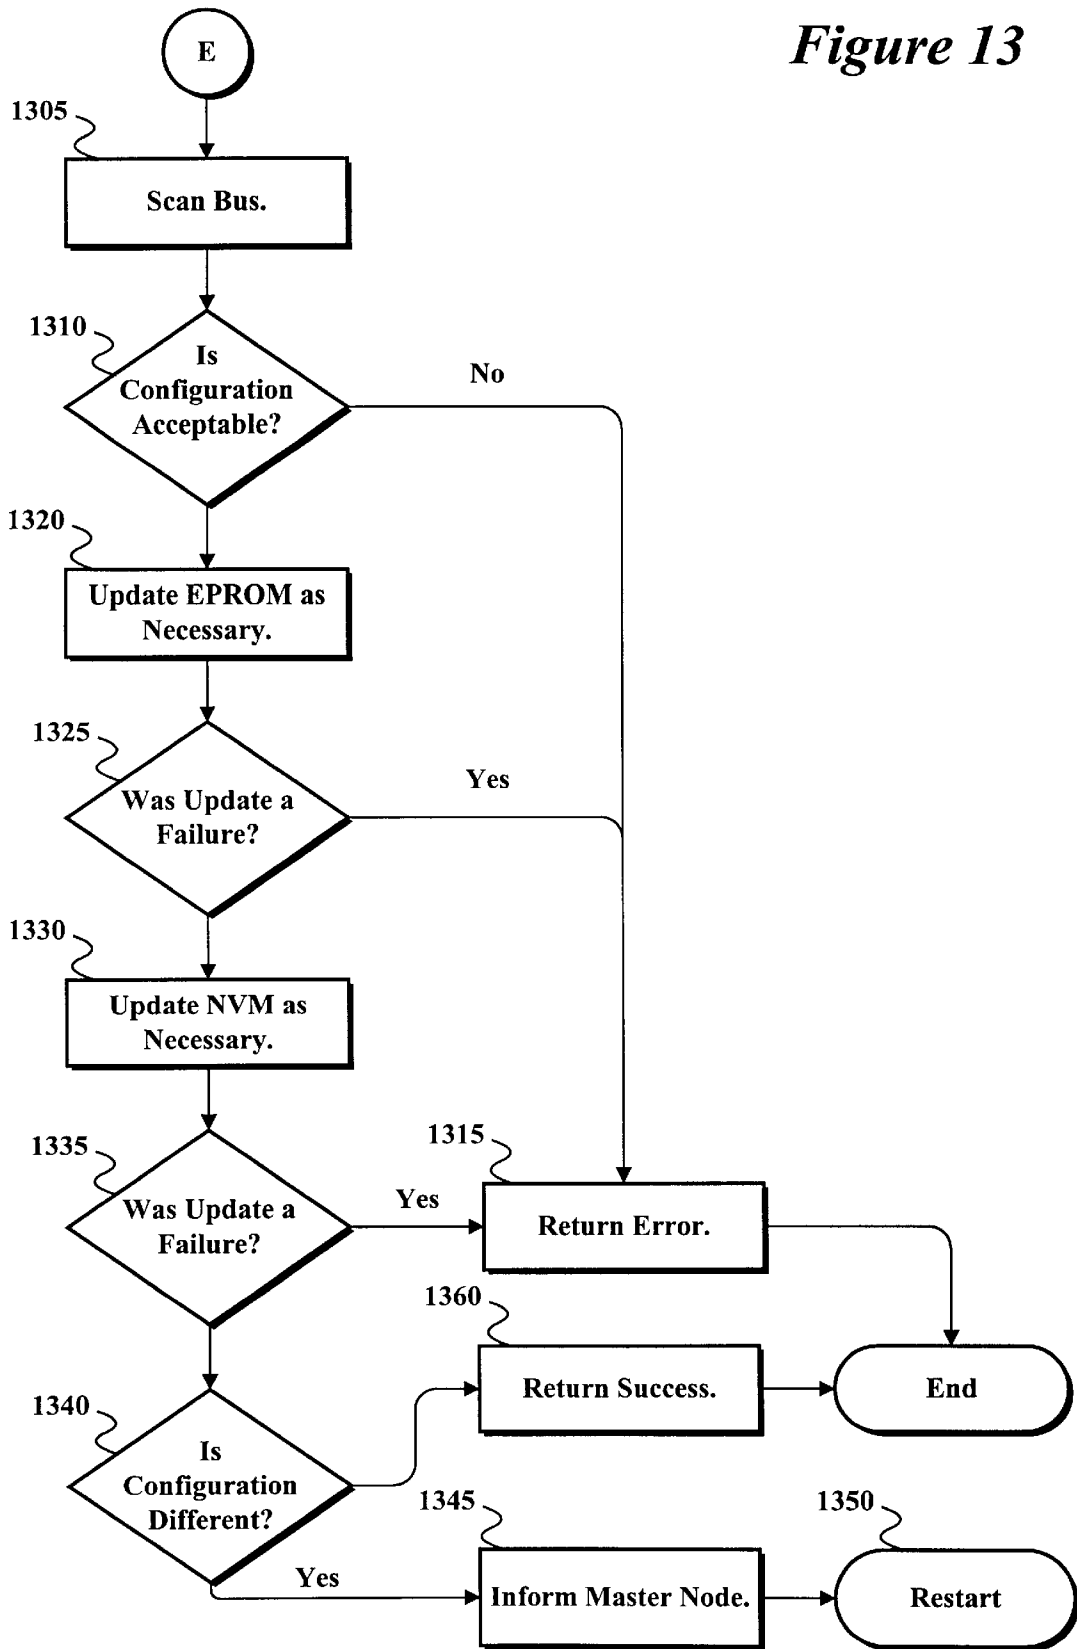 Figure 13
E
1305
Scan Bus.
1310
Is
Configuration
Acceptable?
No
1320
Update EPROM as
Necessary.
1325
Was Update a
Failure?
Yes
1330
Update NVM as
Necessary.
1335
Was Update a
Failure?
Yes
1315
Return Error.
1360
Return Success.
End
1340
Is
Configuration
Different?
Yes
1345
Inform Master Node.
1350
Restart